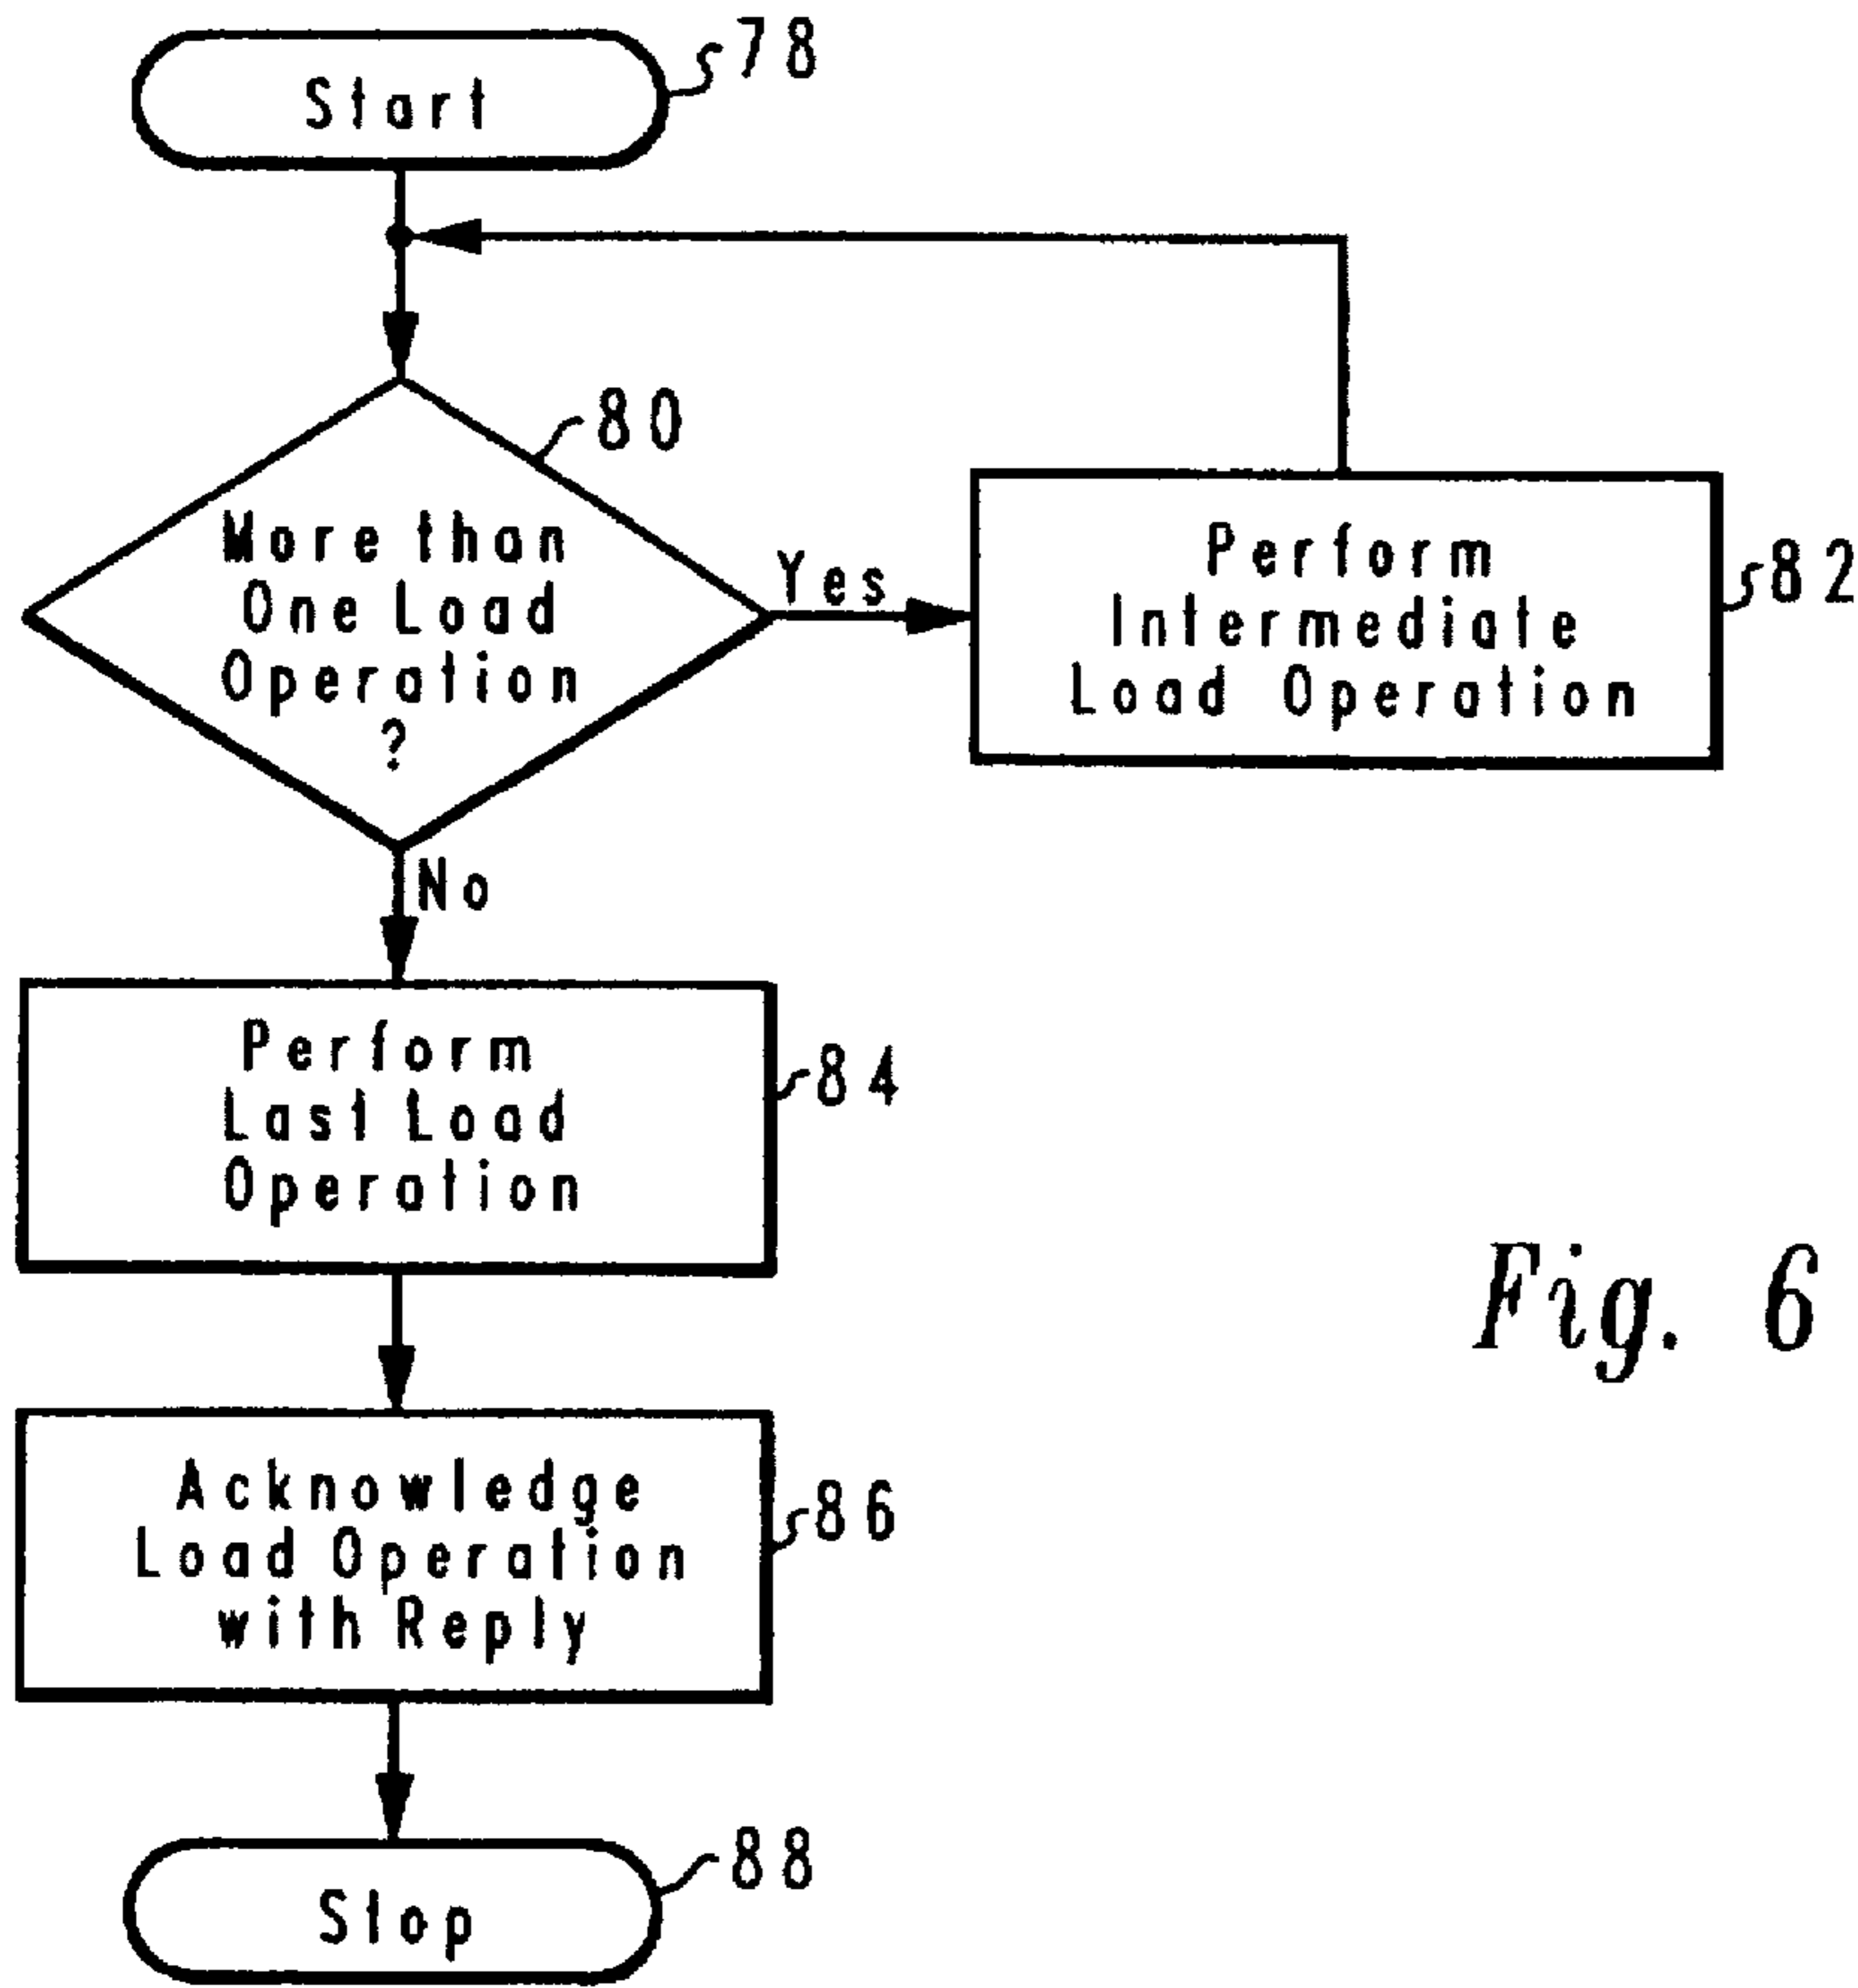 Start
78
80
More than
One Load
Operation
?
Yes
Perform
Intermediate
Load Operation
82
No
Perform
Last Load
Operation
84
Acknowledge
Load Operation
with Reply
86
Stop
88
Fig. 6